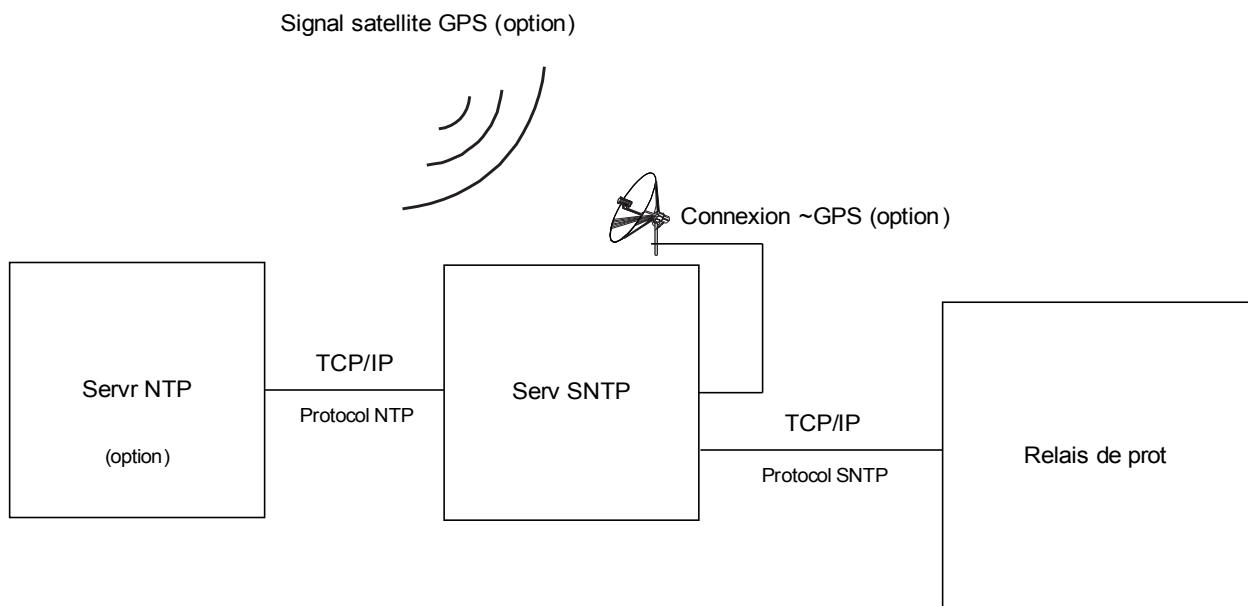 Signal satellite GPS (option)
Connexion ~GPS (option)
Servr NTP
(option)
TCP/IP
Protocol NTP
Serv SNTP
TCP/IP
Protocol SNTP
Relais de prot